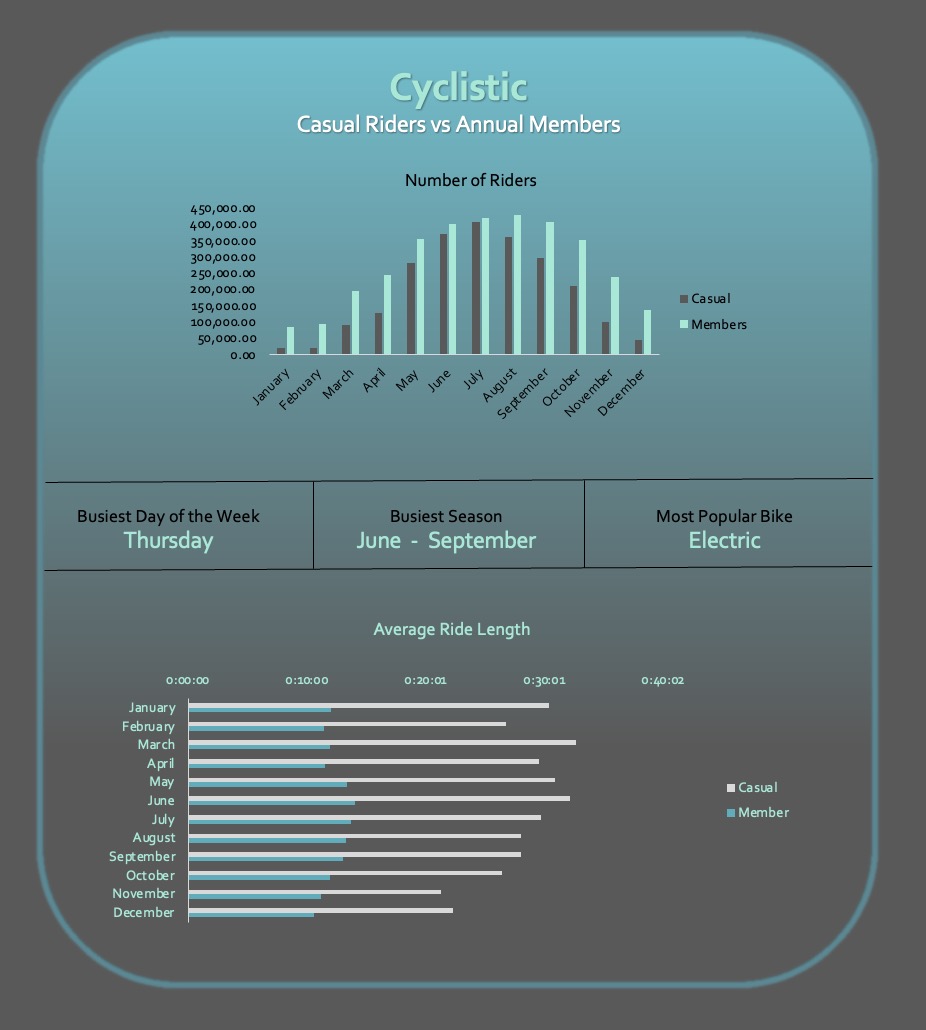 Cyclistic
Casual Riders vs Annual Members
Number of Riders
450,000.00
400,000.00
350,000.00
300,000.00
250,000.00
200,000.00
150,000.00
100,000.00
50,000.00
0.00
January
February
March
April
May
June
July
August
September
October
November
December
Casual
Members
Busiest Day of the Week
Thursday
Busiest Season
June - September
Most Popular Bike
Electric
Average Ride Length
0:00:00 0:10:00 0:20:01 0:30:01 0:40:02
January
February
March
April
May
June
July
August
September
October
November
December
Casual
Member